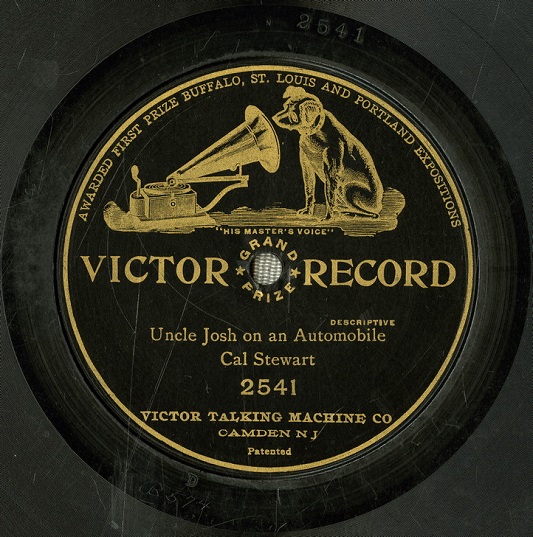 2541
AWARDED FIRST PRIZE BUFFALO, ST. LOUIS AND PORTLAND EXPOSITIONS
"HIS MASTER'S VOICE"
GRAND
VICTOR RECORD
PRIZE
DESCRIPTIVE
Uncle Josh on an Automobile
Cal Stewart
2541
VICTOR TALKING MACHINE CO
CAMDEN N J
Patented